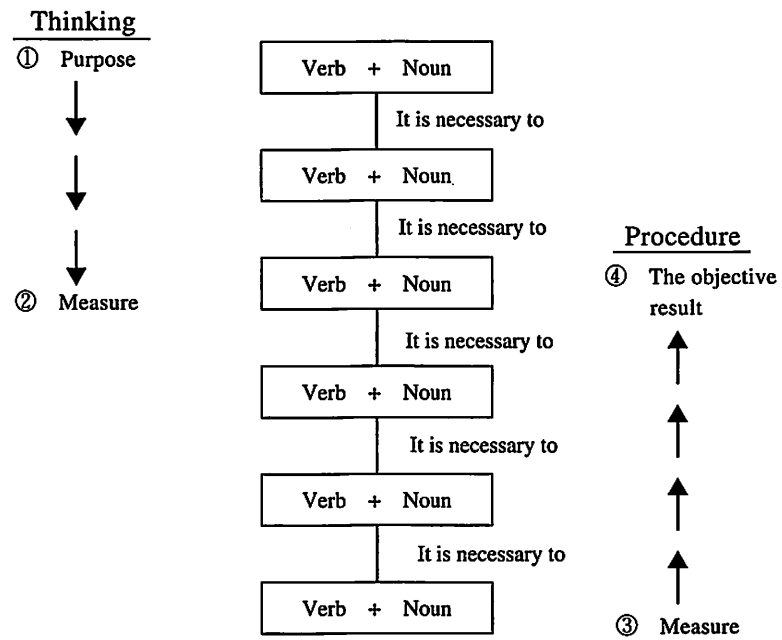 Thinking
① Purpose
② Measure
Verb + Noun
It is necessary to
Verb + Noun
It is necessary to
Verb + Noun
It is necessary to
Verb + Noun
It is necessary to
Verb + Noun
It is necessary to
Verb + Noun
Procedure
④ The objective
result
③ Measure